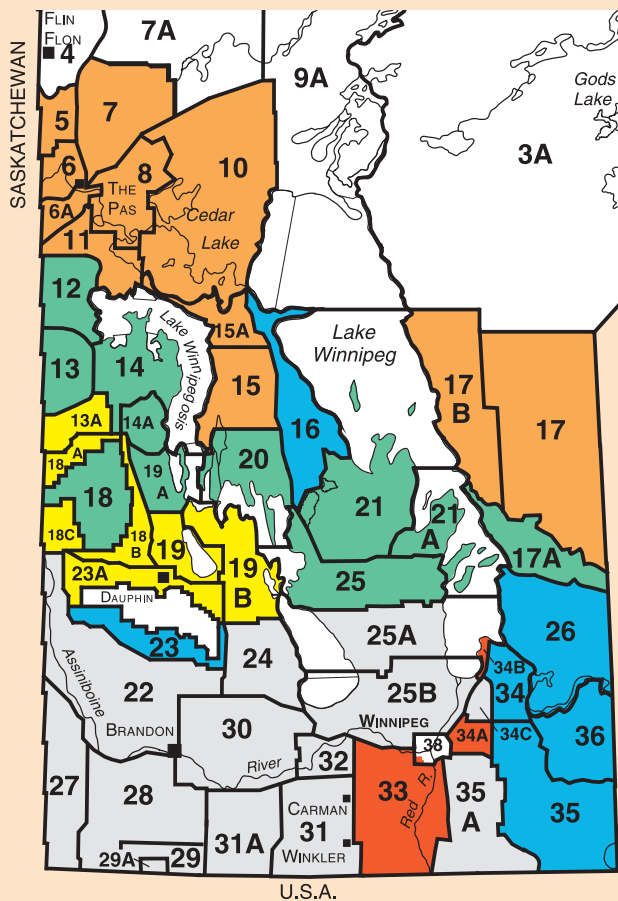 FLIN
FLON
4
7A
9A
Gods
Lake
3A
SASKATCHEWAN
5
7
6
8
10
THE
PAS
6A
Cedar
Lake
11
12
15A
Lake
Winnipeg
Lake Winnipegosis
13
14
15
17
B
17
13A
14A
16
18
A
19
A
20
18
21
21
A
18C
18
B
19
17A
23A
19
B
25
DAUPHIN
26
23
25A
24
34B
34
Assiniboine
22
25B
WINNIPEG
36
BRANDON
30
34A
34C
38
River
32
27
28
33
Red R.
35
A
35
CARMAN
31A
31
WINKLER
29A
29
U.S.A.